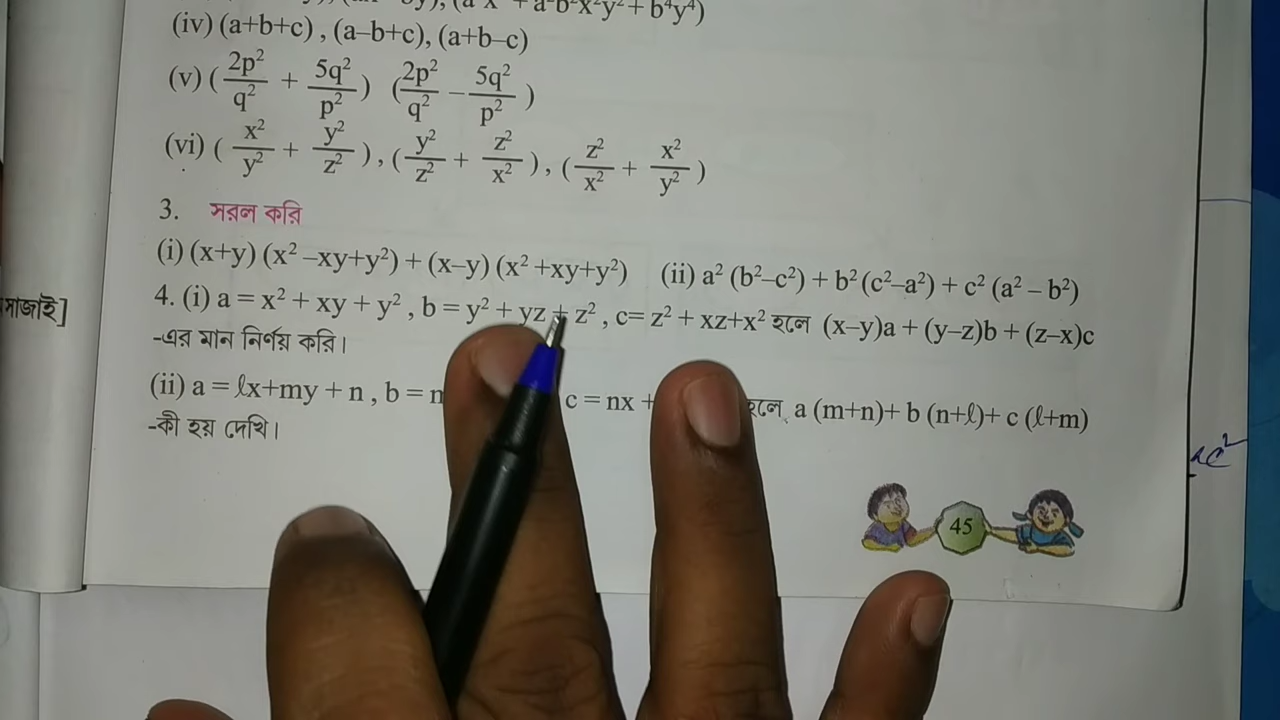 (a²x² + a²b²x²y² + b⁴y⁴)
(iv) (a+b+c) , (a–b+c), (a+b–c)
(v) ( 2p²/q² + 5q²/p² ) ( 2p²/q² – 5q²/p² )
(vi) ( x²/y² + y²/z² ) , ( y²/z² + z²/x² ) , ( z²/x² + x²/y² )
3. সরল করি
(i) (x+y) (x² –xy+y²) + (x–y) (x² +xy+y²) (ii) a² (b²–c²) + b² (c²–a²) + c² (a² – b²)
সাজাই]
4. (i) a = x² + xy + y² , b = y² + yz + z² , c= z² + xz+x² হলে (x–y)a + (y–z)b + (z–x)c
-এর মান নির্ণয় করি।
(ii) a = ℓx+my + n , b = c = nx + হলে, a (m+n)+ b (n+ℓ)+ c (ℓ+m)
-কী হয় দেখি।
45